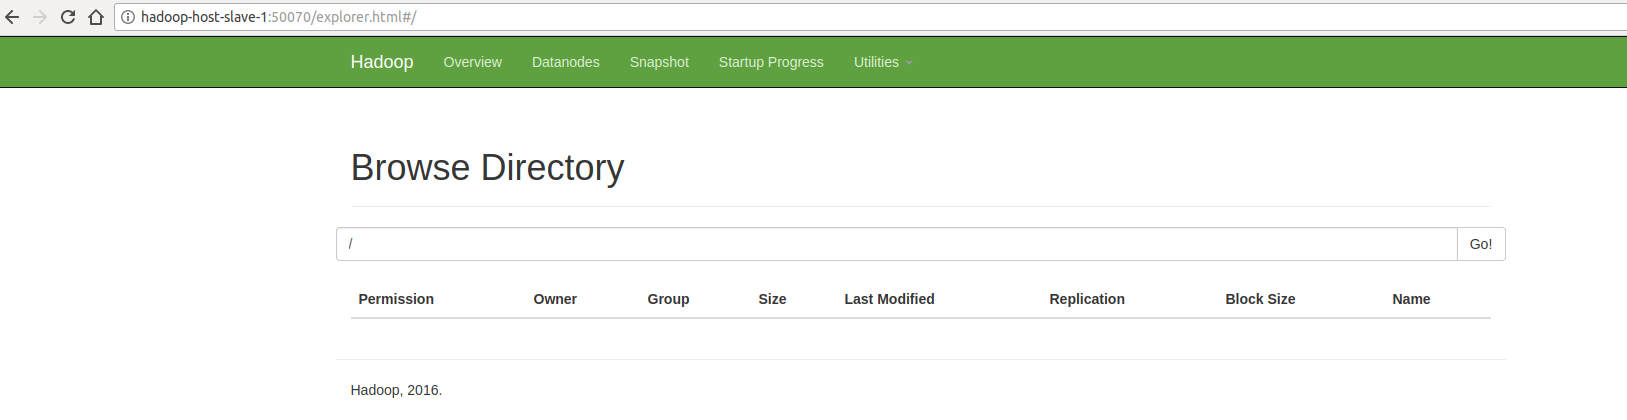 hadoop-host-slave-1:50070/explorer.html#/
Hadoop Overview Datanodes Snapshot Startup Progress Utilities
Browse Directory
/ Go!
Permission Owner Group Size Last Modified Replication Block Size Name
Hadoop, 2016.